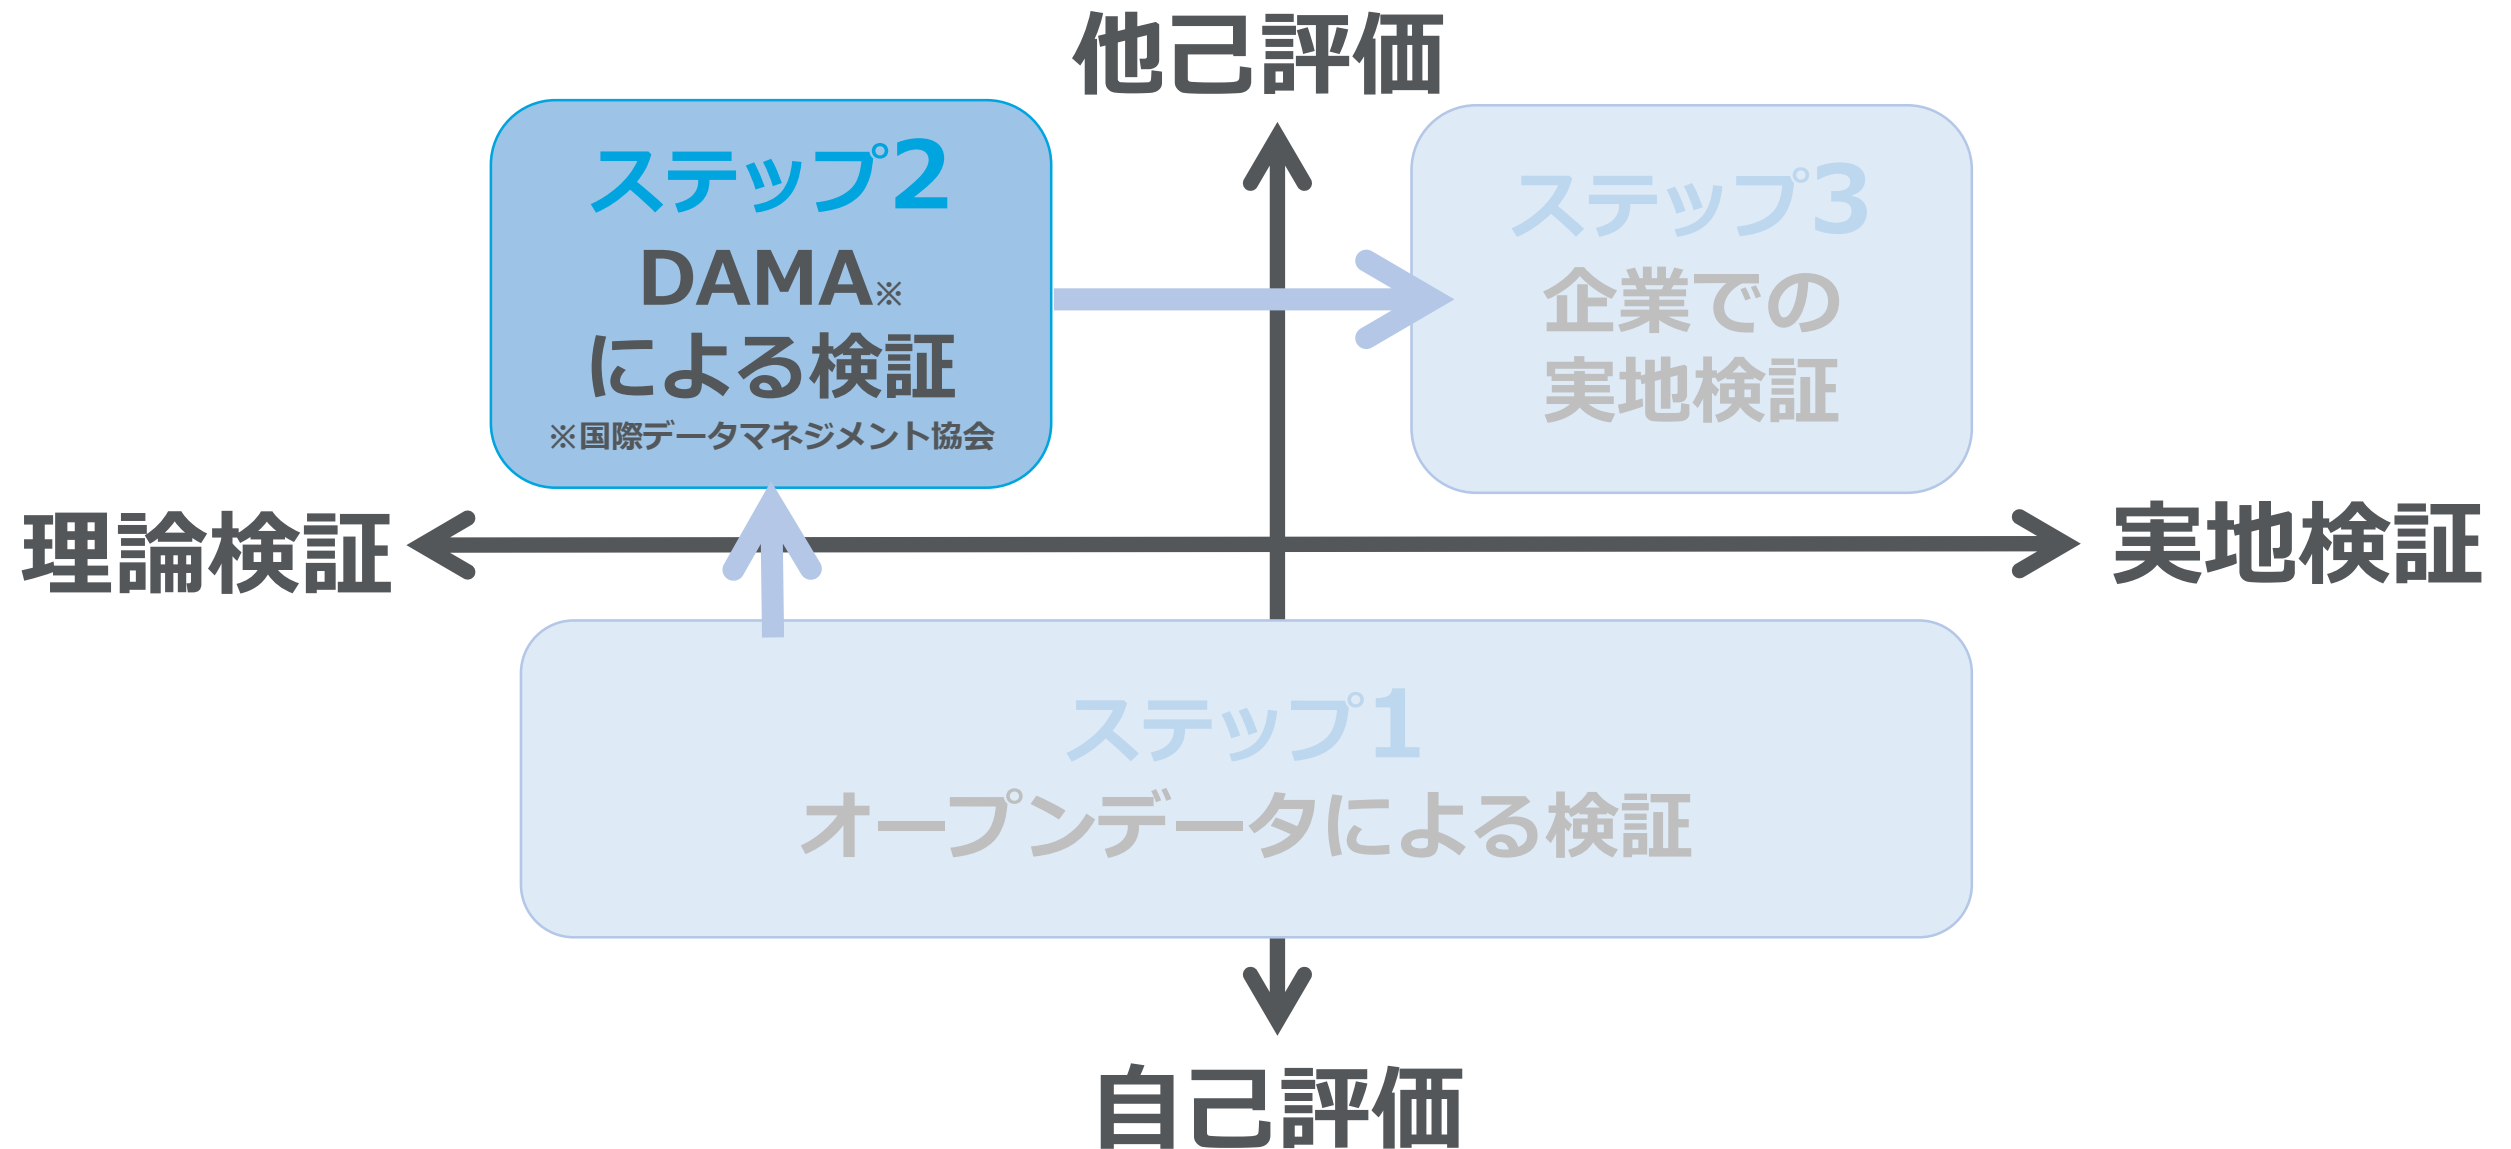 他己評価
ステップ2
DAMA※
による検証
※国際データマネジメント協会
ステップ3
企業ごとの
実地検証
理論検証
実地検証
ステップ1
オープンデータによる検証
自己評価